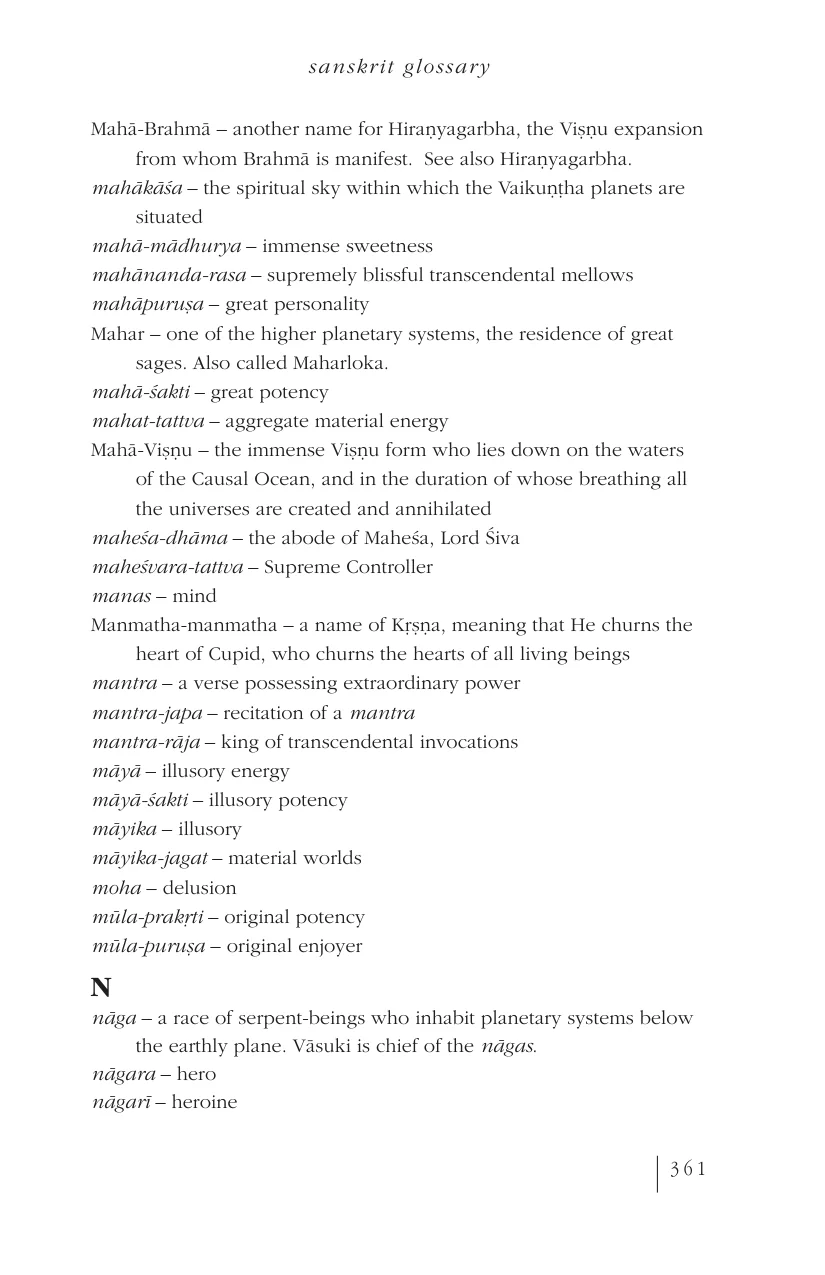 sanskrit glossary
Mahā-Brahmā – another name for Hiraṇyagarbha, the Viṣṇu expansion
from whom Brahmā is manifest.  See also Hiraṇyagarbha.
mahākāśa – the spiritual sky within which the Vaikuṇṭha planets are
situated
mahā-mādhurya – immense sweetness
mahānanda-rasa – supremely blissful transcendental mellows
mahāpuruṣa – great personality
Mahar – one of the higher planetary systems, the residence of great
sages. Also called Maharloka.
mahā-śakti – great potency
mahat-tattva – aggregate material energy
Mahā-Viṣṇu – the immense Viṣṇu form who lies down on the waters
of the Causal Ocean, and in the duration of whose breathing all
the universes are created and annihilated
maheśa-dhāma – the abode of Maheśa, Lord Śiva
maheśvara-tattva – Supreme Controller
manas – mind
Manmatha-manmatha – a name of Kṛṣṇa, meaning that He churns the
heart of Cupid, who churns the hearts of all living beings
mantra – a verse possessing extraordinary power
mantra-japa – recitation of a mantra
mantra-rāja – king of transcendental invocations
māyā – illusory energy
māyā-śakti – illusory potency
māyika – illusory
māyika-jagat – material worlds
moha – delusion
mūla-prakṛti – original potency
mūla-puruṣa – original enjoyer
N
nāga – a race of serpent-beings who inhabit planetary systems below
the earthly plane. Vāsuki is chief of the nāgas.
nāgara – hero
nāgarī – heroine
361